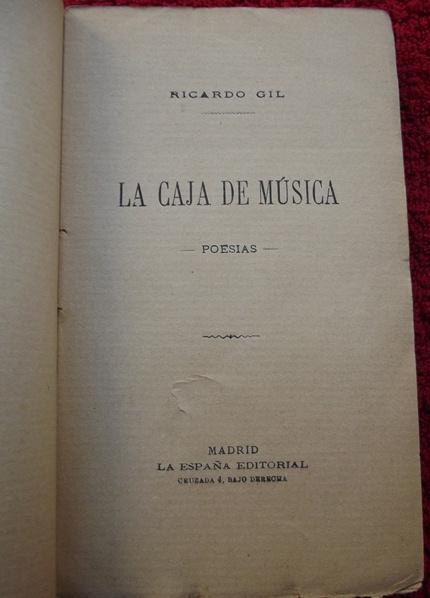 RICARDO GIL
LA CAJA DE MÚSICA
— POESIAS —
MADRID
LA ESPAÑA EDITORIAL
CRUZADA 4, BAJO DERECHA